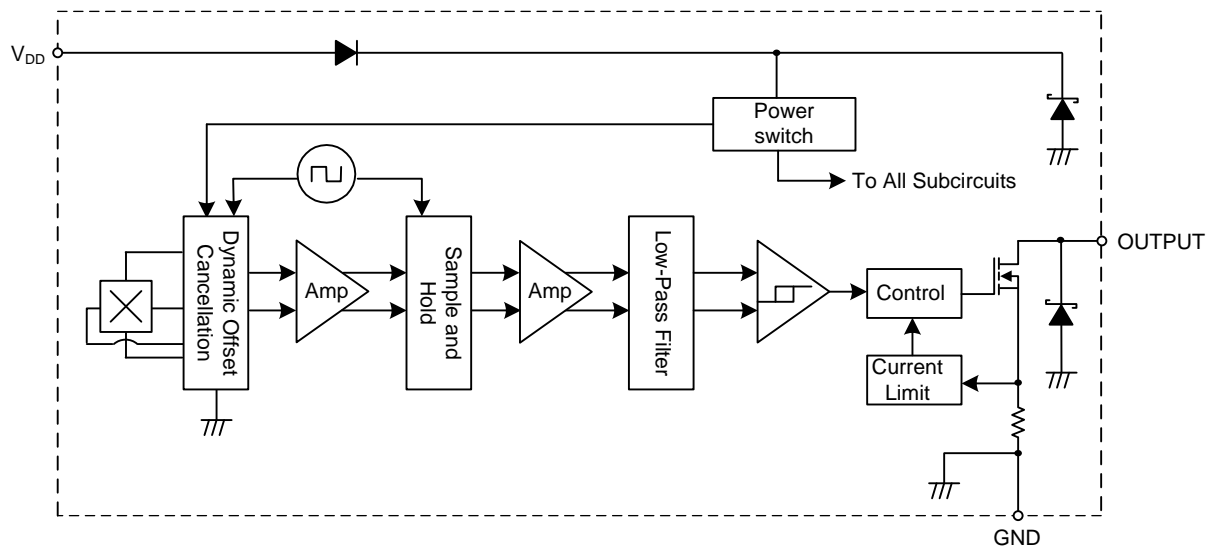 VDD
Power
switch
To All Subcircuits
Dynamic Offset
Cancellation
Amp
Sample and
Hold
Amp
Low-Pass Filter
Control
Current
Limit
OUTPUT
GND